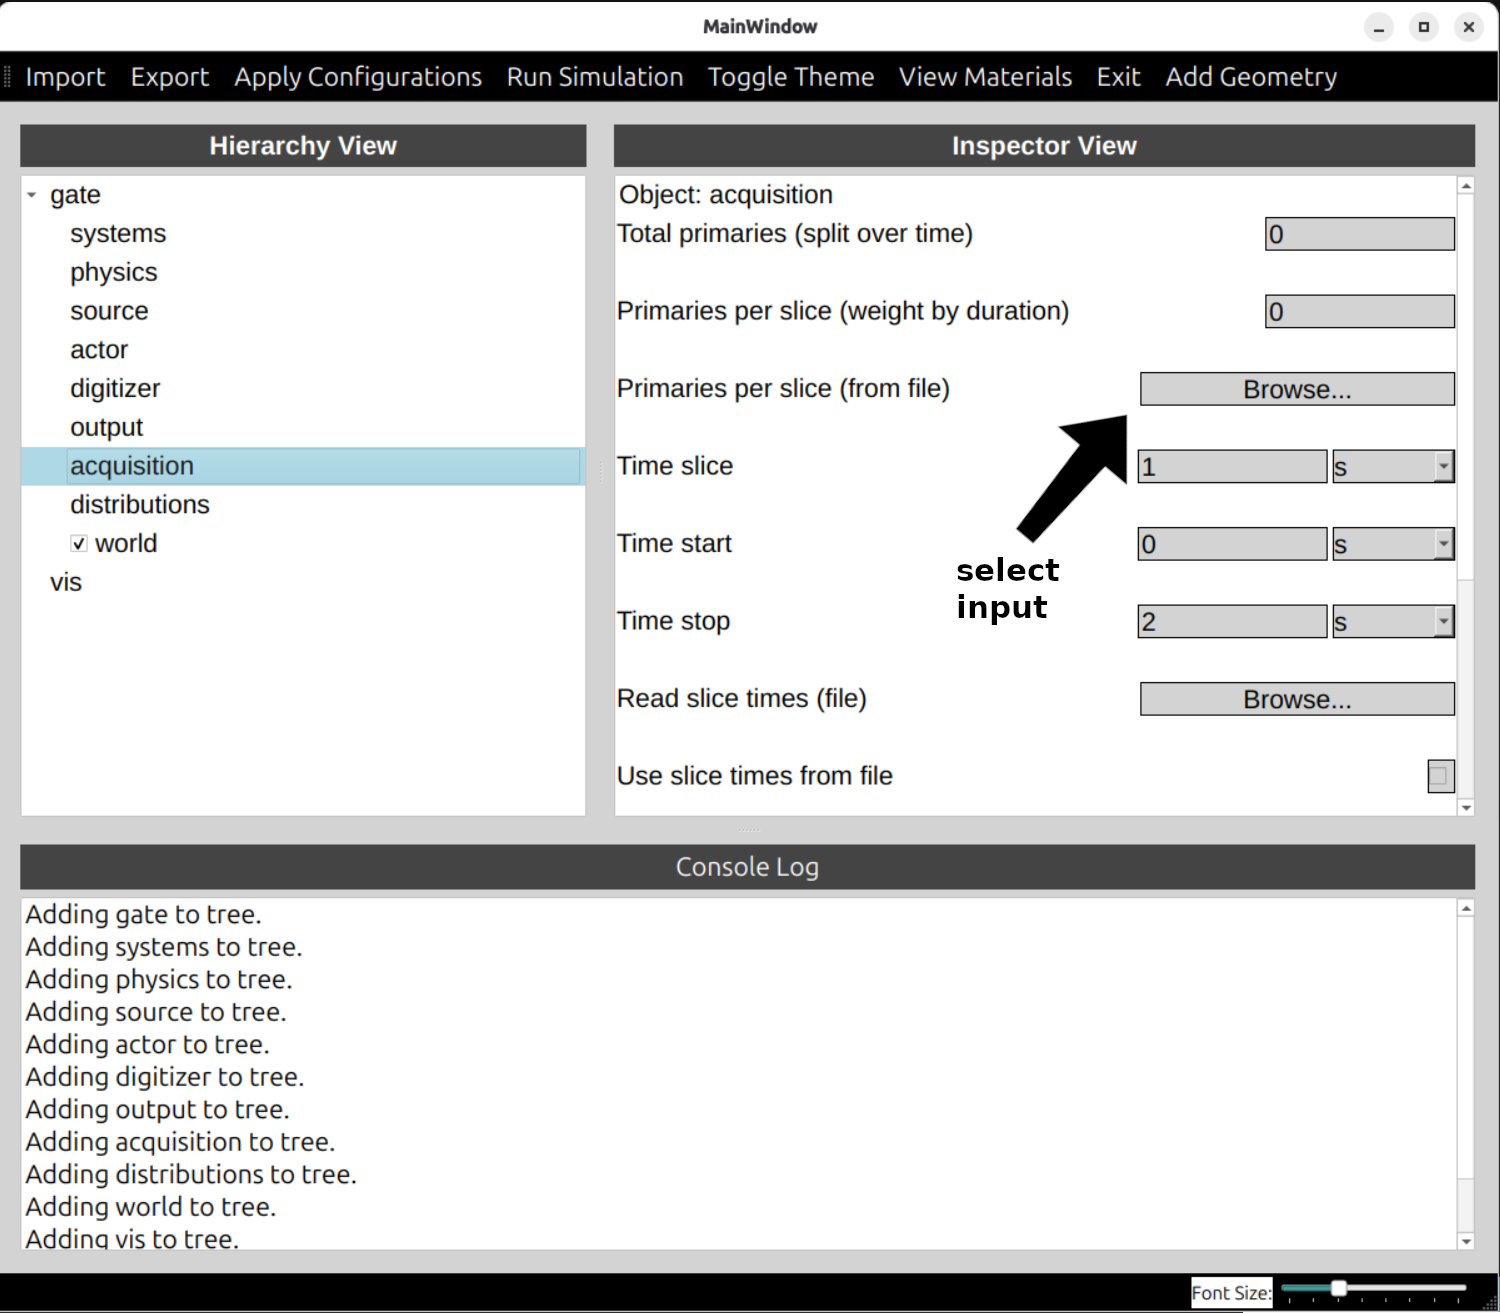 MainWindow
Import Export Apply Configurations Run Simulation Toggle Theme View Materials Exit Add Geometry
Hierarchy View
gate
systems
physics
source
actor
digitizer
output
acquisition
distributions
world
vis
Inspector View
Object: acquisition
Total primaries (split over time) 0
Primaries per slice (weight by duration) 0
Primaries per slice (from file) Browse...
Time slice 1 s
Time start 0 s
select
input
Time stop 2 s
Read slice times (file) Browse...
Use slice times from file
Console Log
Adding gate to tree.
Adding systems to tree.
Adding physics to tree.
Adding source to tree.
Adding actor to tree.
Adding digitizer to tree.
Adding output to tree.
Adding acquisition to tree.
Adding distributions to tree.
Adding world to tree.
Adding vis to tree.
Font Size: